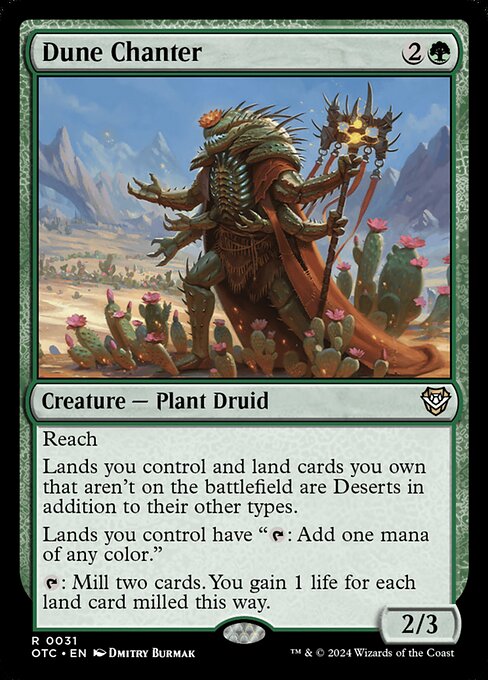 Dune Chanter 2
Creature — Plant Druid
Reach
Lands you control and land cards you own
that aren't on the battlefield are Deserts in
addition to their other types.
Lands you control have “: Add one mana
of any color.”
: Mill two cards. You gain 1 life for each
land card milled this way.
2/3
R 0031
OTC • EN Dmitry Burmak
™ & © 2024 Wizards of the Coast